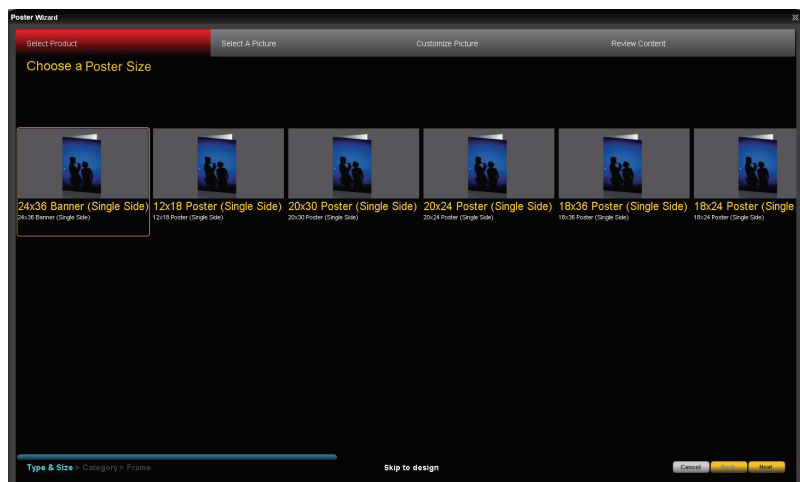 Poster Wizard
Select Product
Select A Picture
Customize Picture
Review Content
Choose a Poster Size
24x36 Banner (Single Side)
24x36 Banner (Single Side)
12x18 Poster (Single Side)
12x18 Poster (Single Side)
20x30 Poster (Single Side)
20x30 Poster (Single Side)
20x24 Poster (Single Side)
20x24 Poster (Single Side)
18x36 Poster (Single Side)
18x36 Poster (Single Side)
18x24 Poster (Single
18x24 Poster (Single Side)
Type & Size > Category > Frame
Skip to design
Cancel
Back
Next